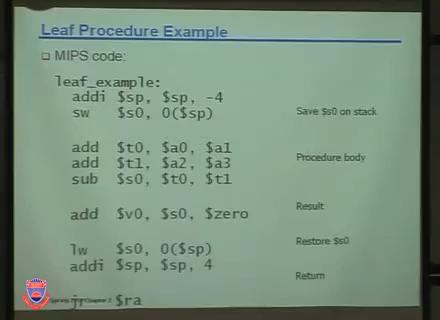 Leaf Procedure Example
MIPS code:
leaf_example:
addi $sp, $sp, -4
sw $s0, 0($sp)
Save $s0 on stack
add $t0, $a0, $a1
add $t1, $a2, $a3
Procedure body
sub $s0, $t0, $t1
add $v0, $s0, $zero
Result
lw $s0, 0($sp)
Restore $s0
addi $sp, $sp, 4
Return
jr $ra